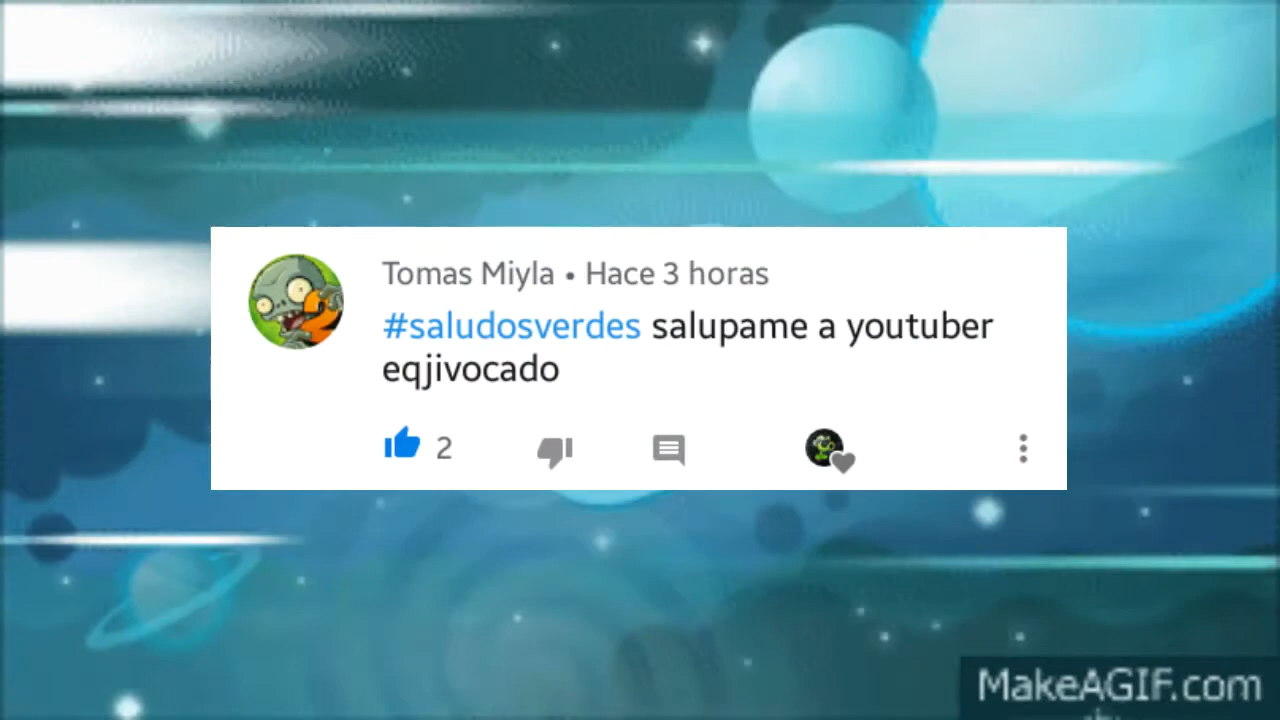 Tomas Miyla • Hace 3 horas
#saludosverdes salupame a youtuber
eqjivocado
2
MakeAGIF.com